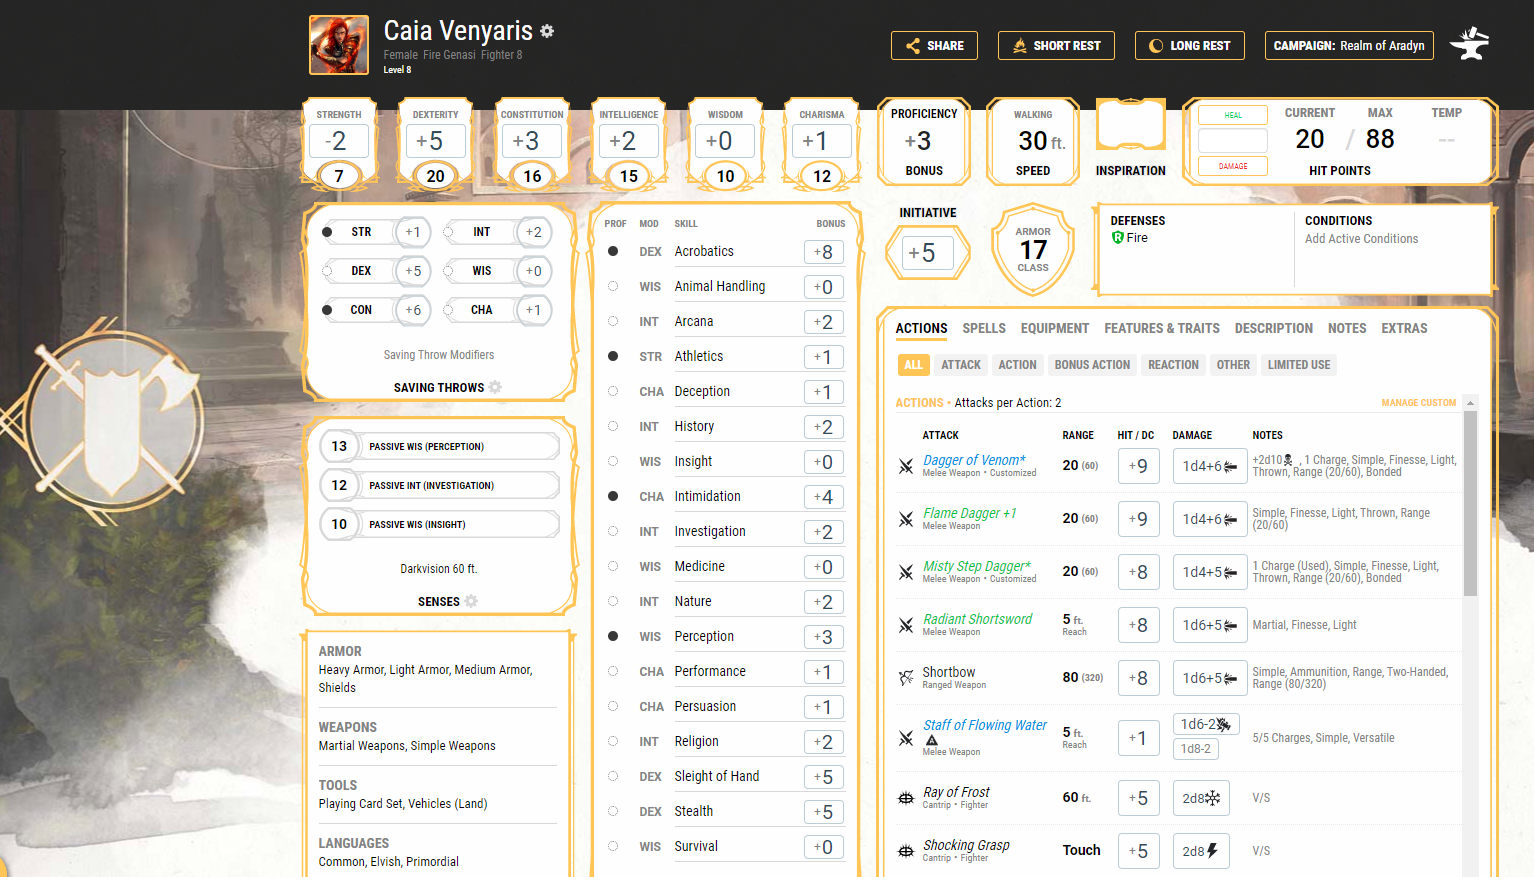 Caia Venyaris
Female Fire Genasi Fighter 8
Level 8
SHARE
SHORT REST
LONG REST
CAMPAIGN: Realm of Aradyn
STRENGTH
-2
7
DEXTERITY
+5
20
CONSTITUTION
+3
16
INTELLIGENCE
+2
15
WISDOM
+0
10
CHARISMA
+1
12
PROFICIENCY
+3
BONUS
WALKING
30 ft.
SPEED
INSPIRATION
HEAL
DAMAGE
CURRENT MAX TEMP
20 / 88 --
HIT POINTS
STR +1
INT +2
DEX +5
WIS +0
CON +6
CHA +1
Saving Throw Modifiers
SAVING THROWS
13 PASSIVE WIS (PERCEPTION)
12 PASSIVE INT (INVESTIGATION)
10 PASSIVE WIS (INSIGHT)
Darkvision 60 ft.
SENSES
ARMOR
Heavy Armor, Light Armor, Medium Armor,
Shields
WEAPONS
Martial Weapons, Simple Weapons
TOOLS
Playing Card Set, Vehicles (Land)
LANGUAGES
Common, Elvish, Primordial
PROF MOD SKILL BONUS
DEX Acrobatics +8
WIS Animal Handling +0
INT Arcana +2
STR Athletics +1
CHA Deception +1
INT History +2
WIS Insight +0
CHA Intimidation +4
INT Investigation +2
WIS Medicine +0
INT Nature +2
WIS Perception +3
CHA Performance +1
CHA Persuasion +1
INT Religion +2
DEX Sleight of Hand +5
DEX Stealth +5
WIS Survival +0
INITIATIVE
+5
ARMOR
17
CLASS
DEFENSES
R Fire
CONDITIONS
Add Active Conditions
ACTIONS SPELLS EQUIPMENT FEATURES & TRAITS DESCRIPTION NOTES EXTRAS
ALL ATTACK ACTION BONUS ACTION REACTION OTHER LIMITED USE
ACTIONS • Attacks per Action: 2
MANAGE CUSTOM
ATTACK RANGE HIT / DC DAMAGE NOTES
Dagger of Venom* 20 (60) +9 1d4+6 +2d10 , 1 Charge, Simple, Finesse, Light,
Melee Weapon • Customized Thrown, Range (20/60), Bonded
Flame Dagger +1 20 (60) +9 1d4+6 Simple, Finesse, Light, Thrown, Range
Melee Weapon (20/60)
Misty Step Dagger* 20 (60) +8 1d4+5 1 Charge (Used), Simple, Finesse, Light,
Melee Weapon • Customized Thrown, Range (20/60), Bonded
Radiant Shortsword 5 ft. +8 1d6+5 Martial, Finesse, Light
Melee Weapon Reach
Shortbow 80 (320) +8 1d6+5 Simple, Ammunition, Range, Two-Handed,
Ranged Weapon Range (80/320)
Staff of Flowing Water 5 ft. +1 1d6-2 5/5 Charges, Simple, Versatile
Melee Weapon Reach 1d8-2
Ray of Frost 60 ft. +5 2d8 V/S
Cantrip • Fighter
Shocking Grasp Touch +5 2d8 V/S
Cantrip • Fighter